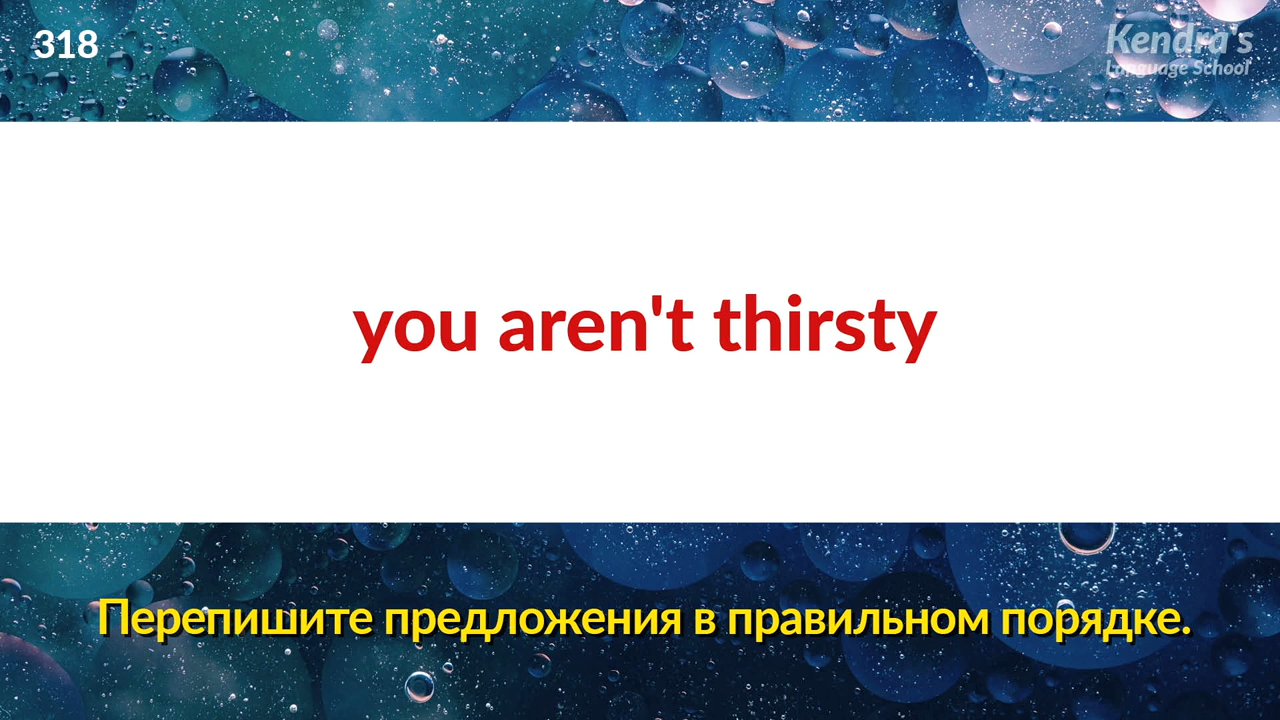 318
Kendra's
Language School
you aren't thirsty
Перепишите предложения в правильном порядке.